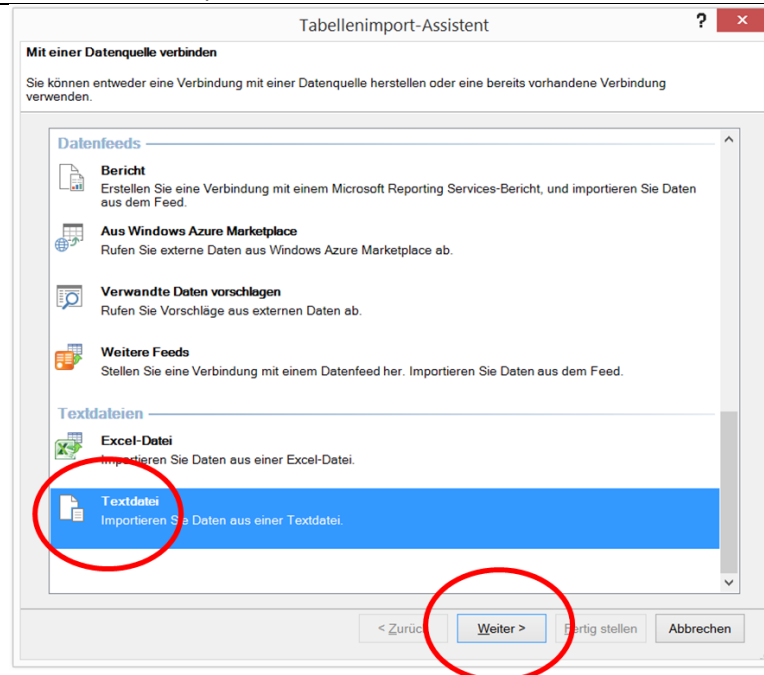 Tabellenimport-Assistent
?
×
Mit einer Datenquelle verbinden
Sie können entweder eine Verbindung mit einer Datenquelle herstellen oder eine bereits vorhandene Verbindung
verwenden.
Datenfeeds
Bericht
Erstellen Sie eine Verbindung mit einem Microsoft Reporting Services-Bericht, und importieren Sie Daten
aus dem Feed.
Aus Windows Azure Marketplace
Rufen Sie externe Daten aus Windows Azure Marketplace ab.
Verwandte Daten vorschlagen
Rufen Sie Vorschläge aus externen Daten ab.
Weitere Feeds
Stellen Sie eine Verbindung mit einem Datenfeed her. Importieren Sie Daten aus dem Feed.
Textdateien
Excel-Datei
Importieren Sie Daten aus einer Excel-Datei.
Textdatei
Importieren Sie Daten aus einer Textdatei.
< Zurück
Weiter >
Fertig stellen
Abbrechen